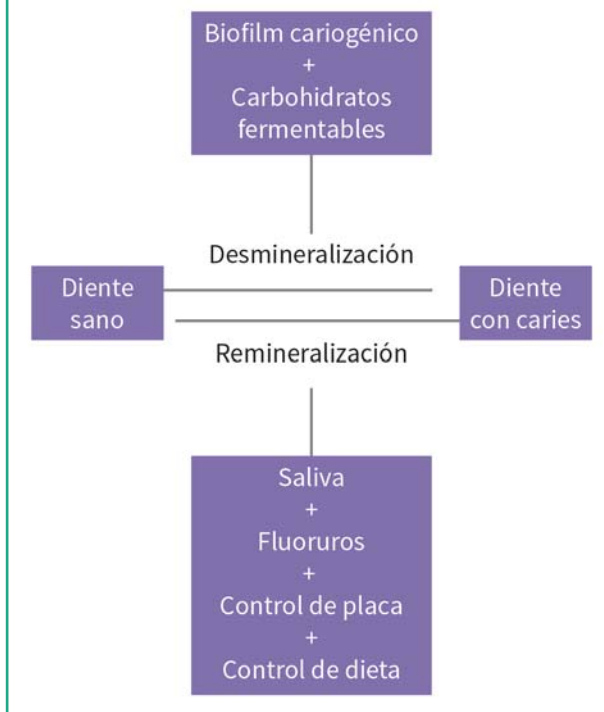 Biofilm cariogénico
+
Carbohidratos
fermentables
Desmineralización
Diente
sano
Diente
con caries
Remineralización
Saliva
+
Fluoruros
+
Control de placa
+
Control de dieta